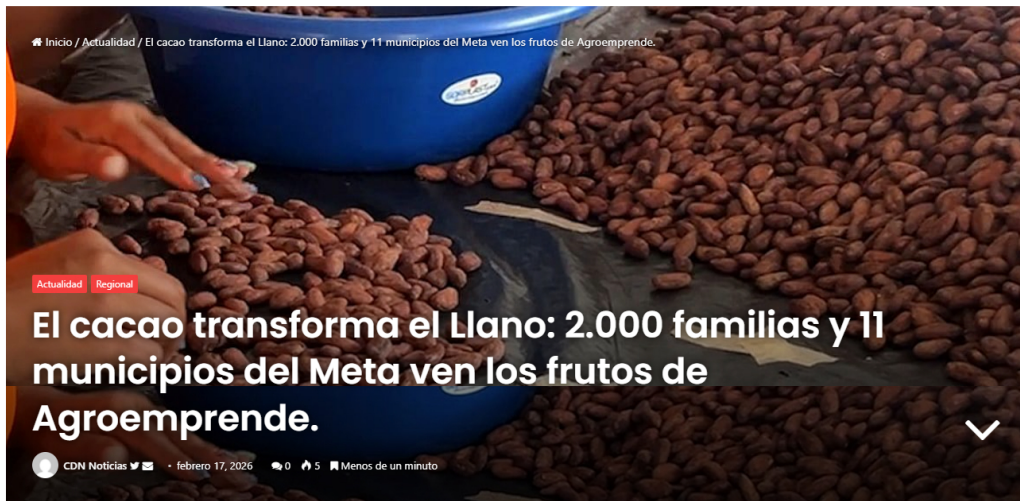 Inicio / Actualidad / El cacao transforma el Llano: 2.000 familias y 11 municipios del Meta ven los frutos de Agroemprende.
Actualidad Regional
El cacao transforma el Llano: 2.000 familias y 11
municipios del Meta ven los frutos de
Agroemprende.
CDN Noticias • febrero 17, 2026 0 5 Menos de un minuto